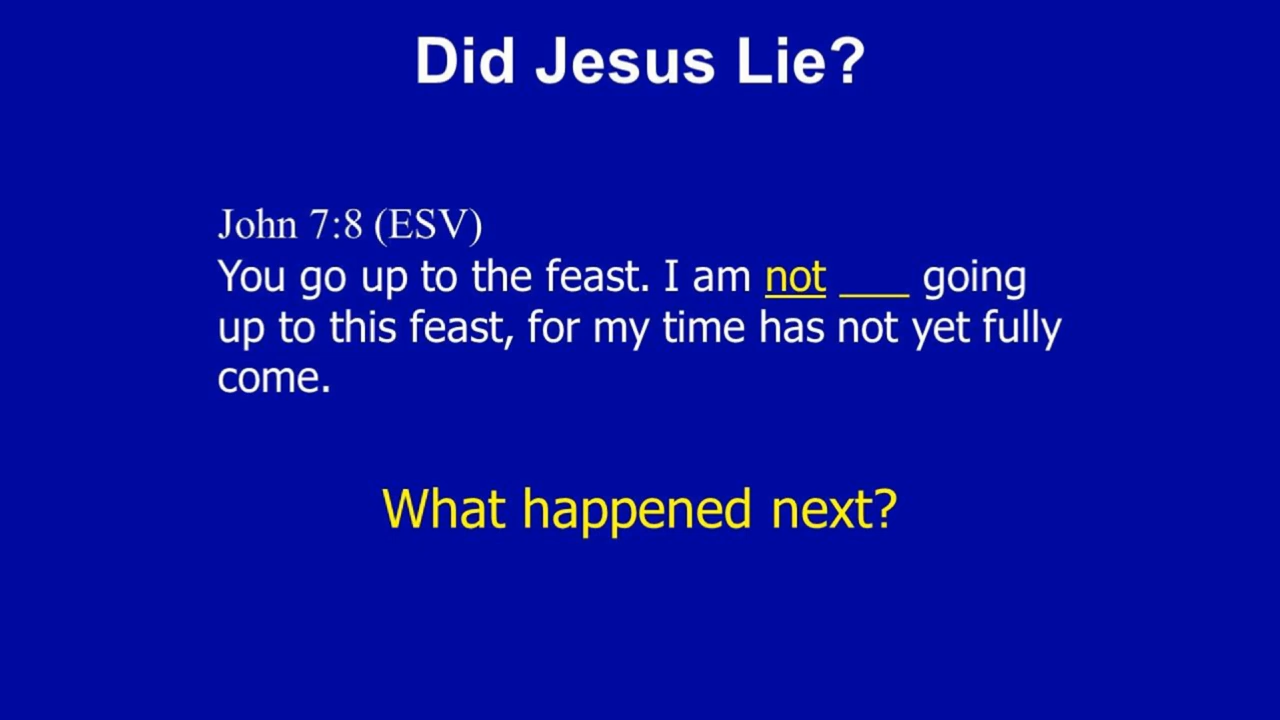 Did Jesus Lie?
John 7:8 (ESV)
You go up to the feast. I am not ___ going
up to this feast, for my time has not yet fully
come.
What happened next?